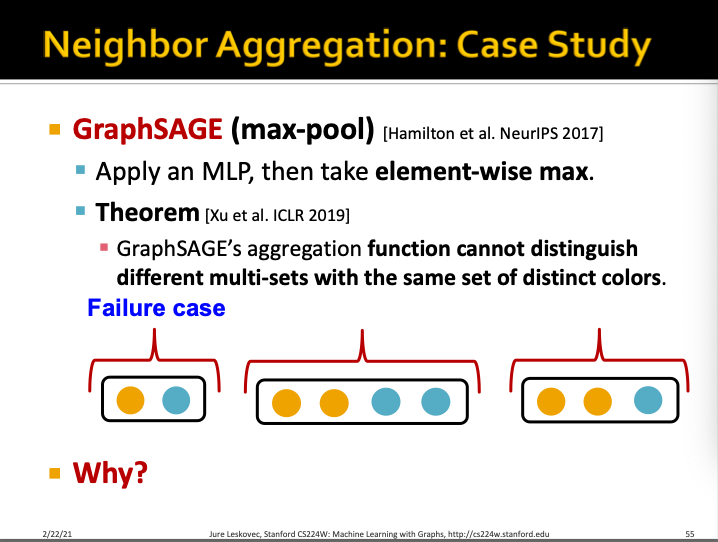 Neighbor Aggregation: Case Study
GraphSAGE (max-pool) [Hamilton et al. NeurIPS 2017]
Apply an MLP, then take element-wise max.
Theorem [Xu et al. ICLR 2019]
GraphSAGE's aggregation function cannot distinguish
different multi-sets with the same set of distinct colors.
Failure case
Why?
2/22/21 Jure Leskovec, Stanford CS224W: Machine Learning with Graphs, http://cs224w.stanford.edu 55